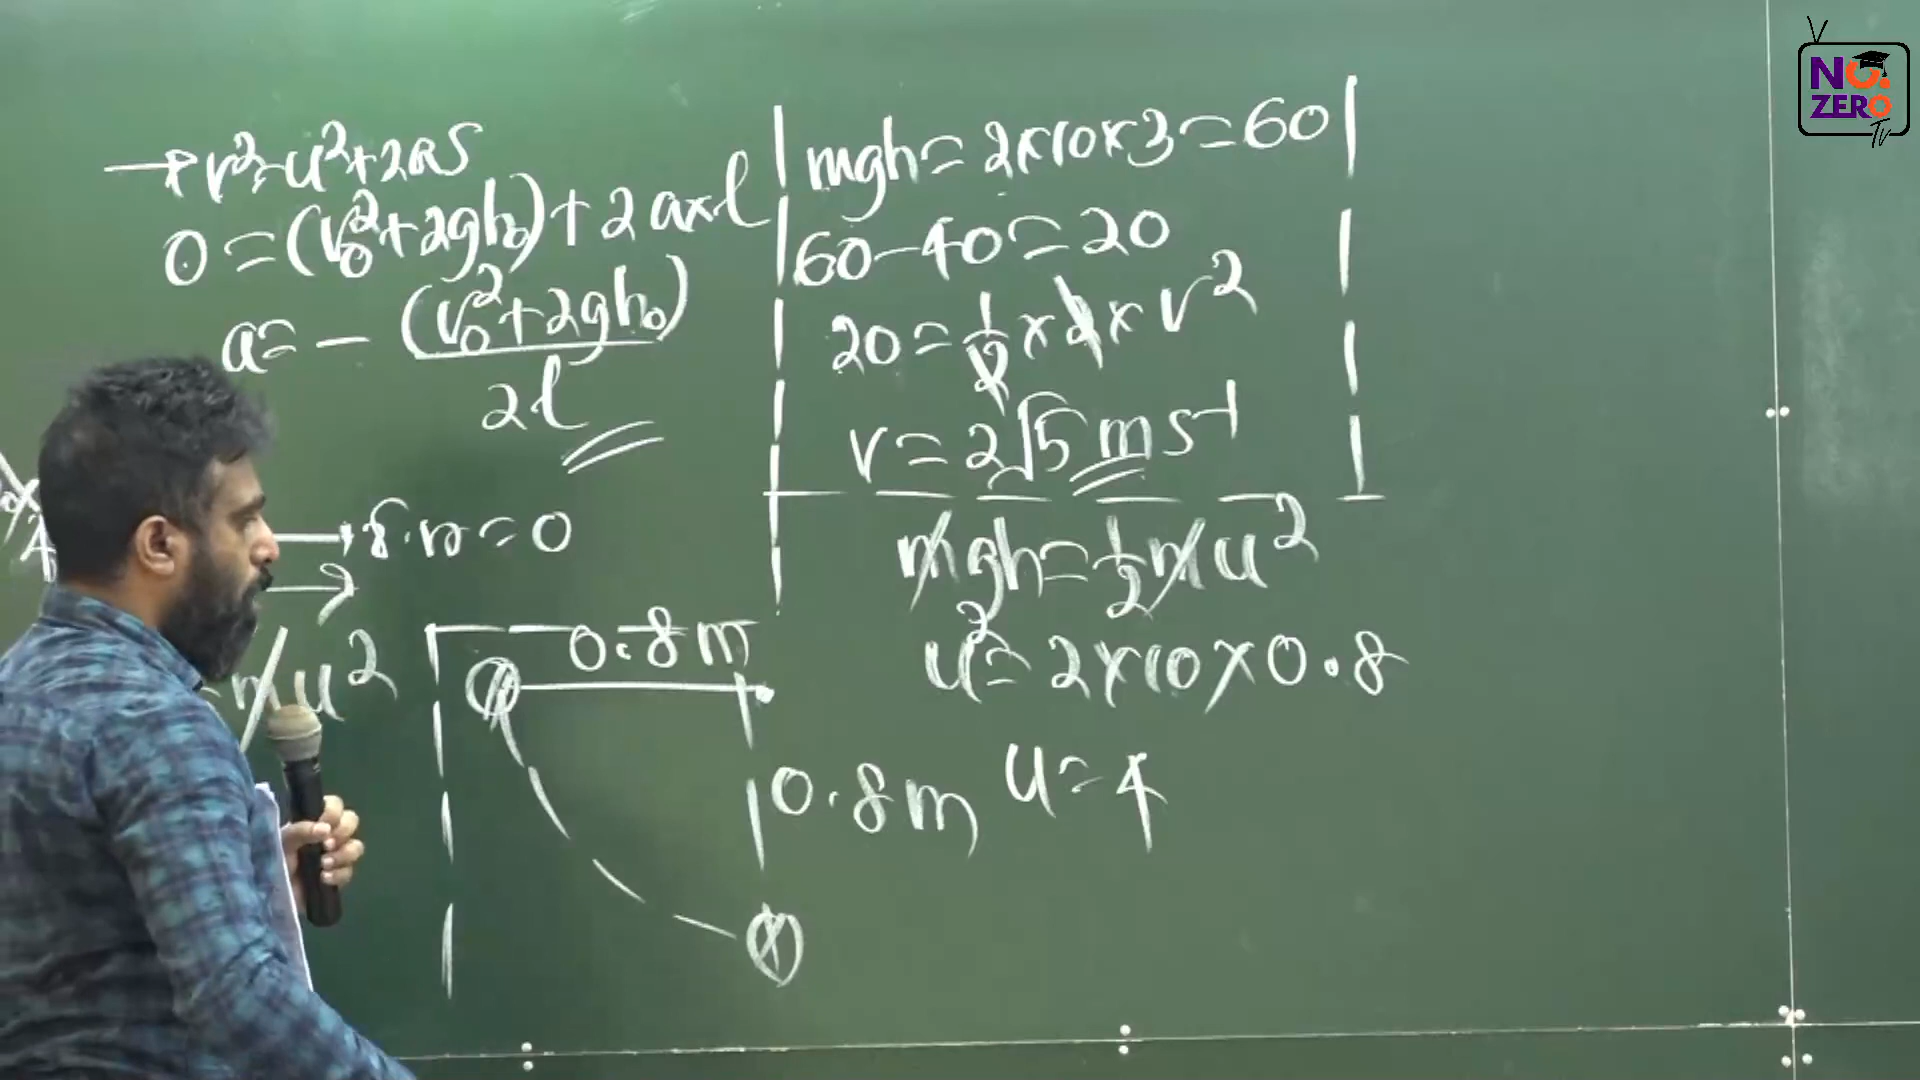 → v² = u² + 2as
0 = (v₀² + 2gh₀) + 2a×l
a = − (v₀² + 2gh₀)
2l
= 0
u²
0.8 m
0.8 m
mgh = 2×10×3 = 60
60 − 40 = 20
20 = 1/2 × 2 × v²
v = 2√5 ms⁻¹
mgh = 1/2 mu²
u² = 2×10×0.8
u = 4
NO.
ZERO
Tv